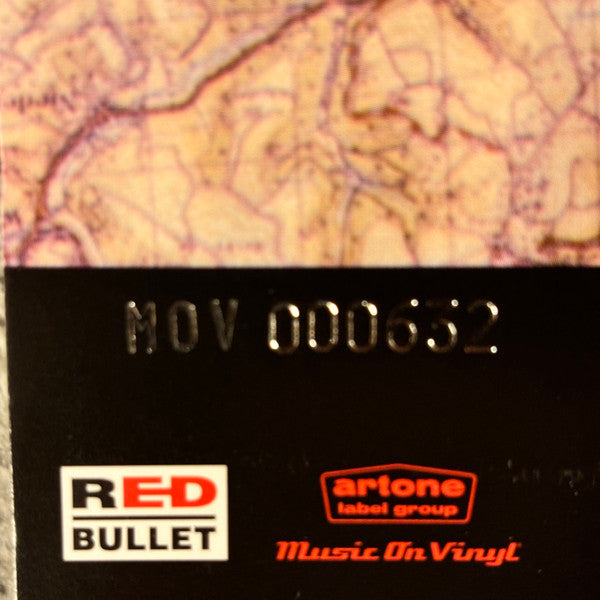 MOV 000632
RED
BULLET
artone
label group
Music On Vinyl